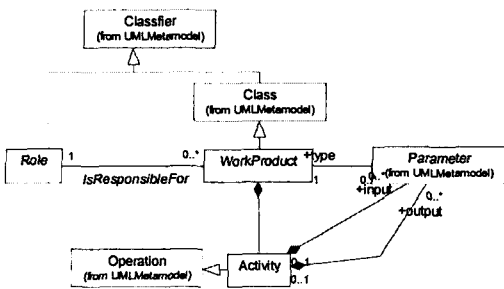 Classfier
(from UMLMetamodel)
Class
(from UMLMetamodel)
Role
1
0..*
IsResponsibleFor
WorkProduct
+type
1
Parameter
(from UMLMetamodel)
0..*
+input
0..*
+output
Operation
(from UMLMetamodel)
Activity
0..1
0..1